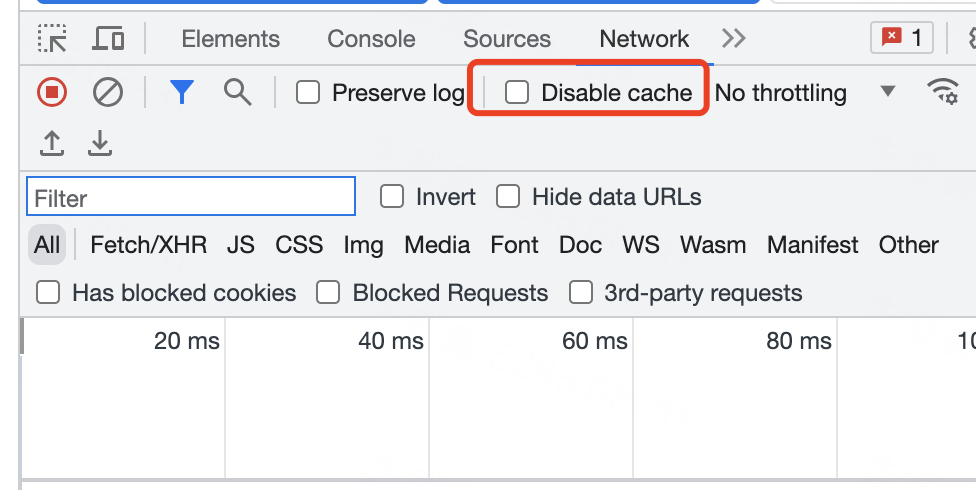 Elements Console Sources Network 1
Preserve log Disable cache No throttling
Filter Invert Hide data URLs
All Fetch/XHR JS CSS Img Media Font Doc WS Wasm Manifest Other
Has blocked cookies Blocked Requests 3rd-party requests
20 ms 40 ms 60 ms 80 ms